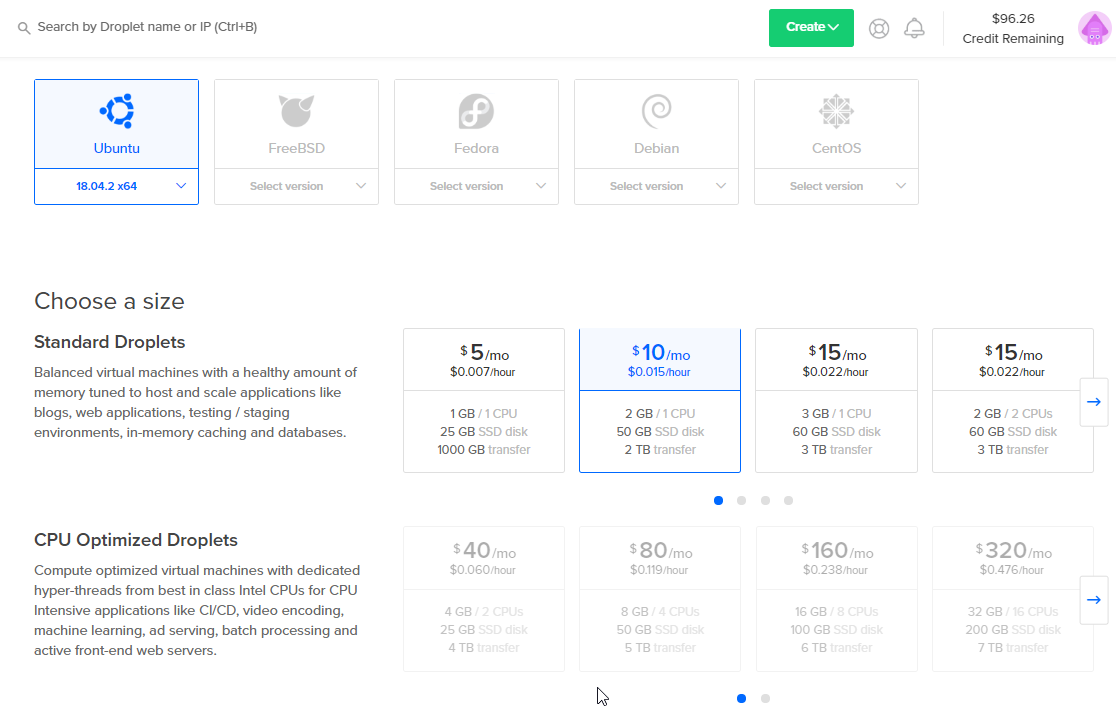 Search by Droplet name or IP (Ctrl+B)
Create
$96.26
Credit Remaining
Ubuntu
18.04.2 x64
FreeBSD
Select version
Fedora
Select version
Debian
Select version
CentOS
Select version
Choose a size
Standard Droplets
Balanced virtual machines with a healthy amount of
memory tuned to host and scale applications like
blogs, web applications, testing / staging
environments, in-memory caching and databases.
$5/mo
$0.007/hour
1 GB / 1 CPU
25 GB SSD disk
1000 GB transfer
$10/mo
$0.015/hour
2 GB / 1 CPU
50 GB SSD disk
2 TB transfer
$15/mo
$0.022/hour
3 GB / 1 CPU
60 GB SSD disk
3 TB transfer
$15/mo
$0.022/hour
2 GB / 2 CPUs
60 GB SSD disk
3 TB transfer
CPU Optimized Droplets
Compute optimized virtual machines with dedicated
hyper-threads from best in class Intel CPUs for CPU
Intensive applications like CI/CD, video encoding,
machine learning, ad serving, batch processing and
active front-end web servers.
$40/mo
$0.060/hour
4 GB / 2 CPUs
25 GB SSD disk
4 TB transfer
$80/mo
$0.119/hour
8 GB / 4 CPUs
50 GB SSD disk
5 TB transfer
$160/mo
$0.238/hour
16 GB / 8 CPUs
100 GB SSD disk
6 TB transfer
$320/mo
$0.476/hour
32 GB / 16 CPUs
200 GB SSD disk
7 TB transfer